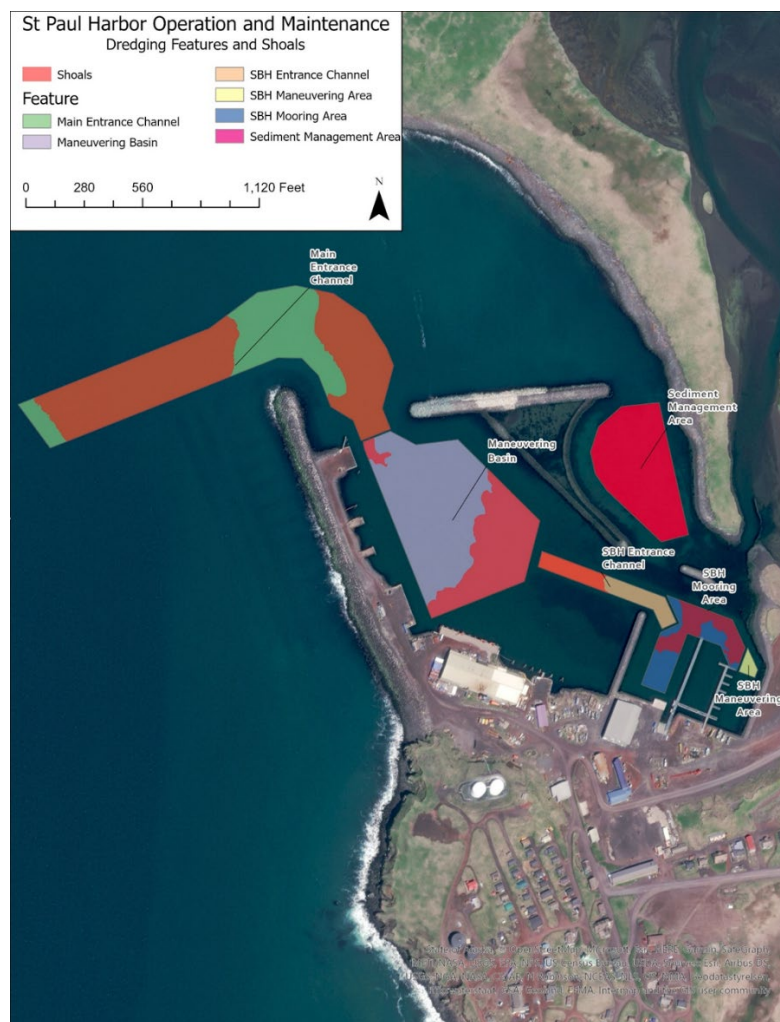 St Paul Harbor Operation and Maintenance
Dredging Features and Shoals
Shoals
Feature
Main Entrance Channel
Maneuvering Basin
SBH Entrance Channel
SBH Maneuvering Area
SBH Mooring Area
Sediment Management Area
0 280 560 1,120 Feet
N
Main
Entrance
Channel
Sediment
Management
Area
Maneuvering
Basin
SBH Entrance
Channel
SBH
Mooring
Area
SBH
Maneuvering
Area